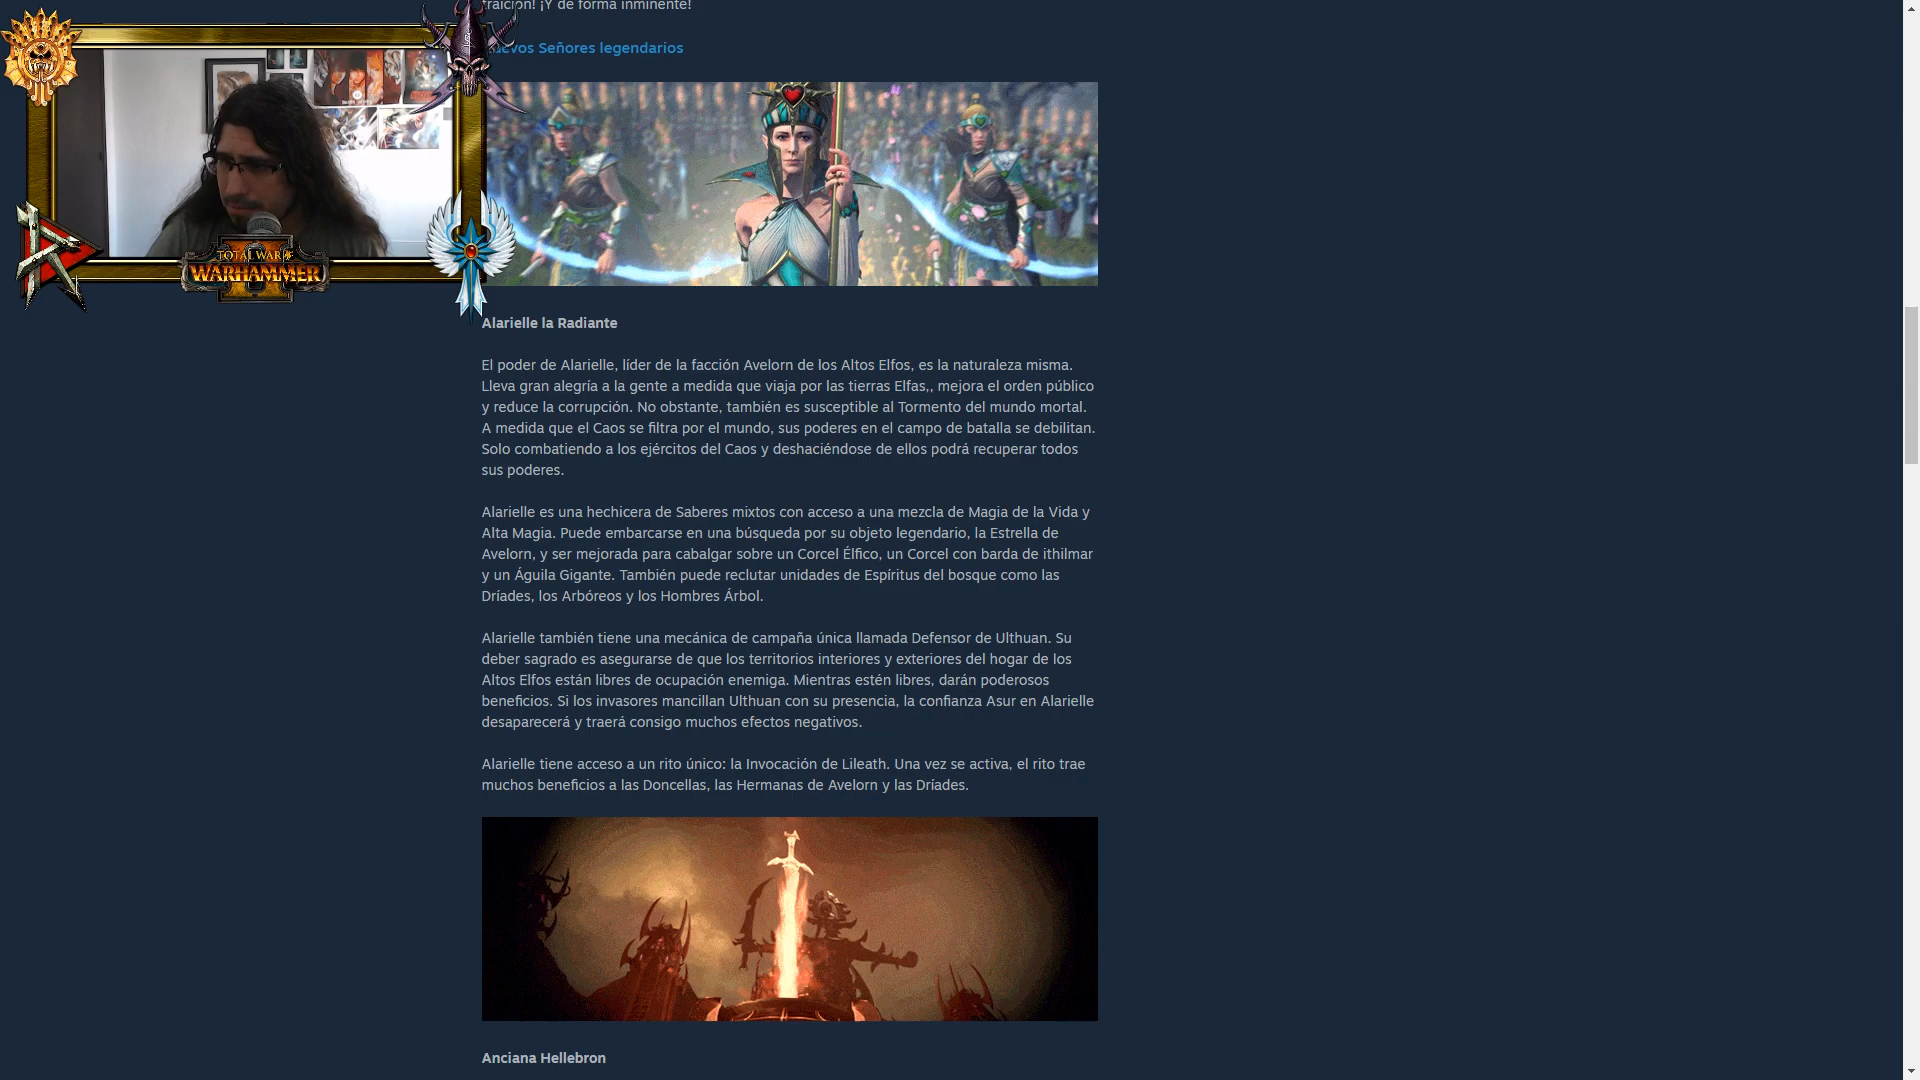 traición! ¡Y de forma inminente!
Nuevos Señores legendarios
TOTAL WAR
WARHAMMER
II
Alarielle la Radiante
El poder de Alarielle, líder de la facción Avelorn de los Altos Elfos, es la naturaleza misma.
Lleva gran alegría a la gente a medida que viaja por las tierras Elfas,, mejora el orden público
y reduce la corrupción. No obstante, también es susceptible al Tormento del mundo mortal.
A medida que el Caos se filtra por el mundo, sus poderes en el campo de batalla se debilitan.
Solo combatiendo a los ejércitos del Caos y deshaciéndose de ellos podrá recuperar todos
sus poderes.
Alarielle es una hechicera de Saberes mixtos con acceso a una mezcla de Magia de la Vida y
Alta Magia. Puede embarcarse en una búsqueda por su objeto legendario, la Estrella de
Avelorn, y ser mejorada para cabalgar sobre un Corcel Élfico, un Corcel con barda de ithilmar
y un Águila Gigante. También puede reclutar unidades de Espíritus del bosque como las
Dríades, los Arbóreos y los Hombres Árbol.
Alarielle también tiene una mecánica de campaña única llamada Defensor de Ulthuan. Su
deber sagrado es asegurarse de que los territorios interiores y exteriores del hogar de los
Altos Elfos están libres de ocupación enemiga. Mientras estén libres, darán poderosos
beneficios. Si los invasores mancillan Ulthuan con su presencia, la confianza Asur en Alarielle
desaparecerá y traerá consigo muchos efectos negativos.
Alarielle tiene acceso a un rito único: la Invocación de Lileath. Una vez se activa, el rito trae
muchos beneficios a las Doncellas, las Hermanas de Avelorn y las Dríades.
Anciana Hellebron